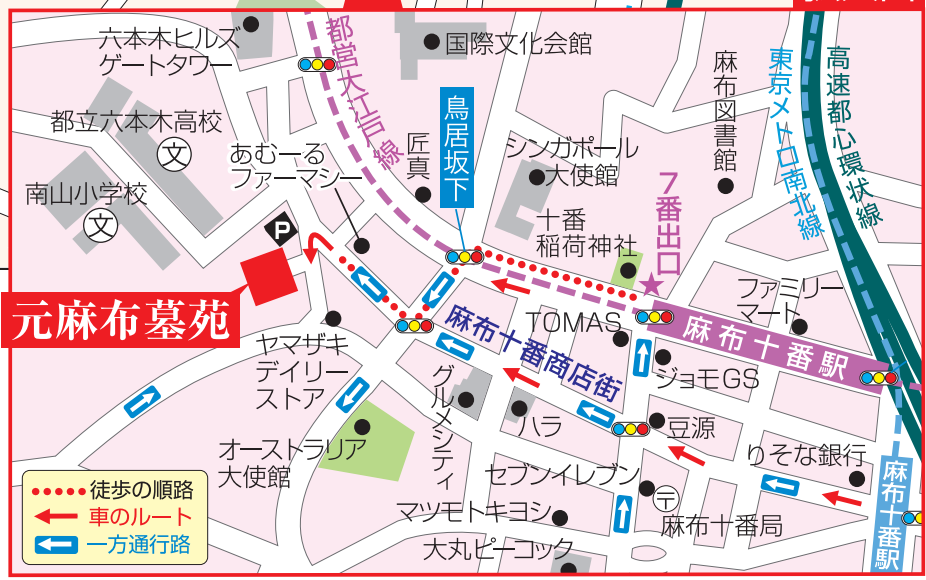 六本木ヒルズ
ゲートタワー
国際文化会館
都営大江戸線
麻布図書館
東京メトロ南北線
高速都心環状線
都立六本木高校
文
あむーる
ファーマシー
匠真
鳥居坂下
シンガポール
大使館
南山小学校
文
十番
稲荷神社
7番出口
P
元麻布墓苑
ファミリー
マート
TOMAS
麻布十番駅
麻布十番商店街
ヤマザキ
デイリー
ストア
グルメシティ
ジョモGS
ハラ
豆源
オーストラリア
大使館
りそな銀行
セブンイレブン
麻布十番駅
マツモトキヨシ
〒
麻布十番局
大丸ピーコック
徒歩の順路
車のルート
一方通行路